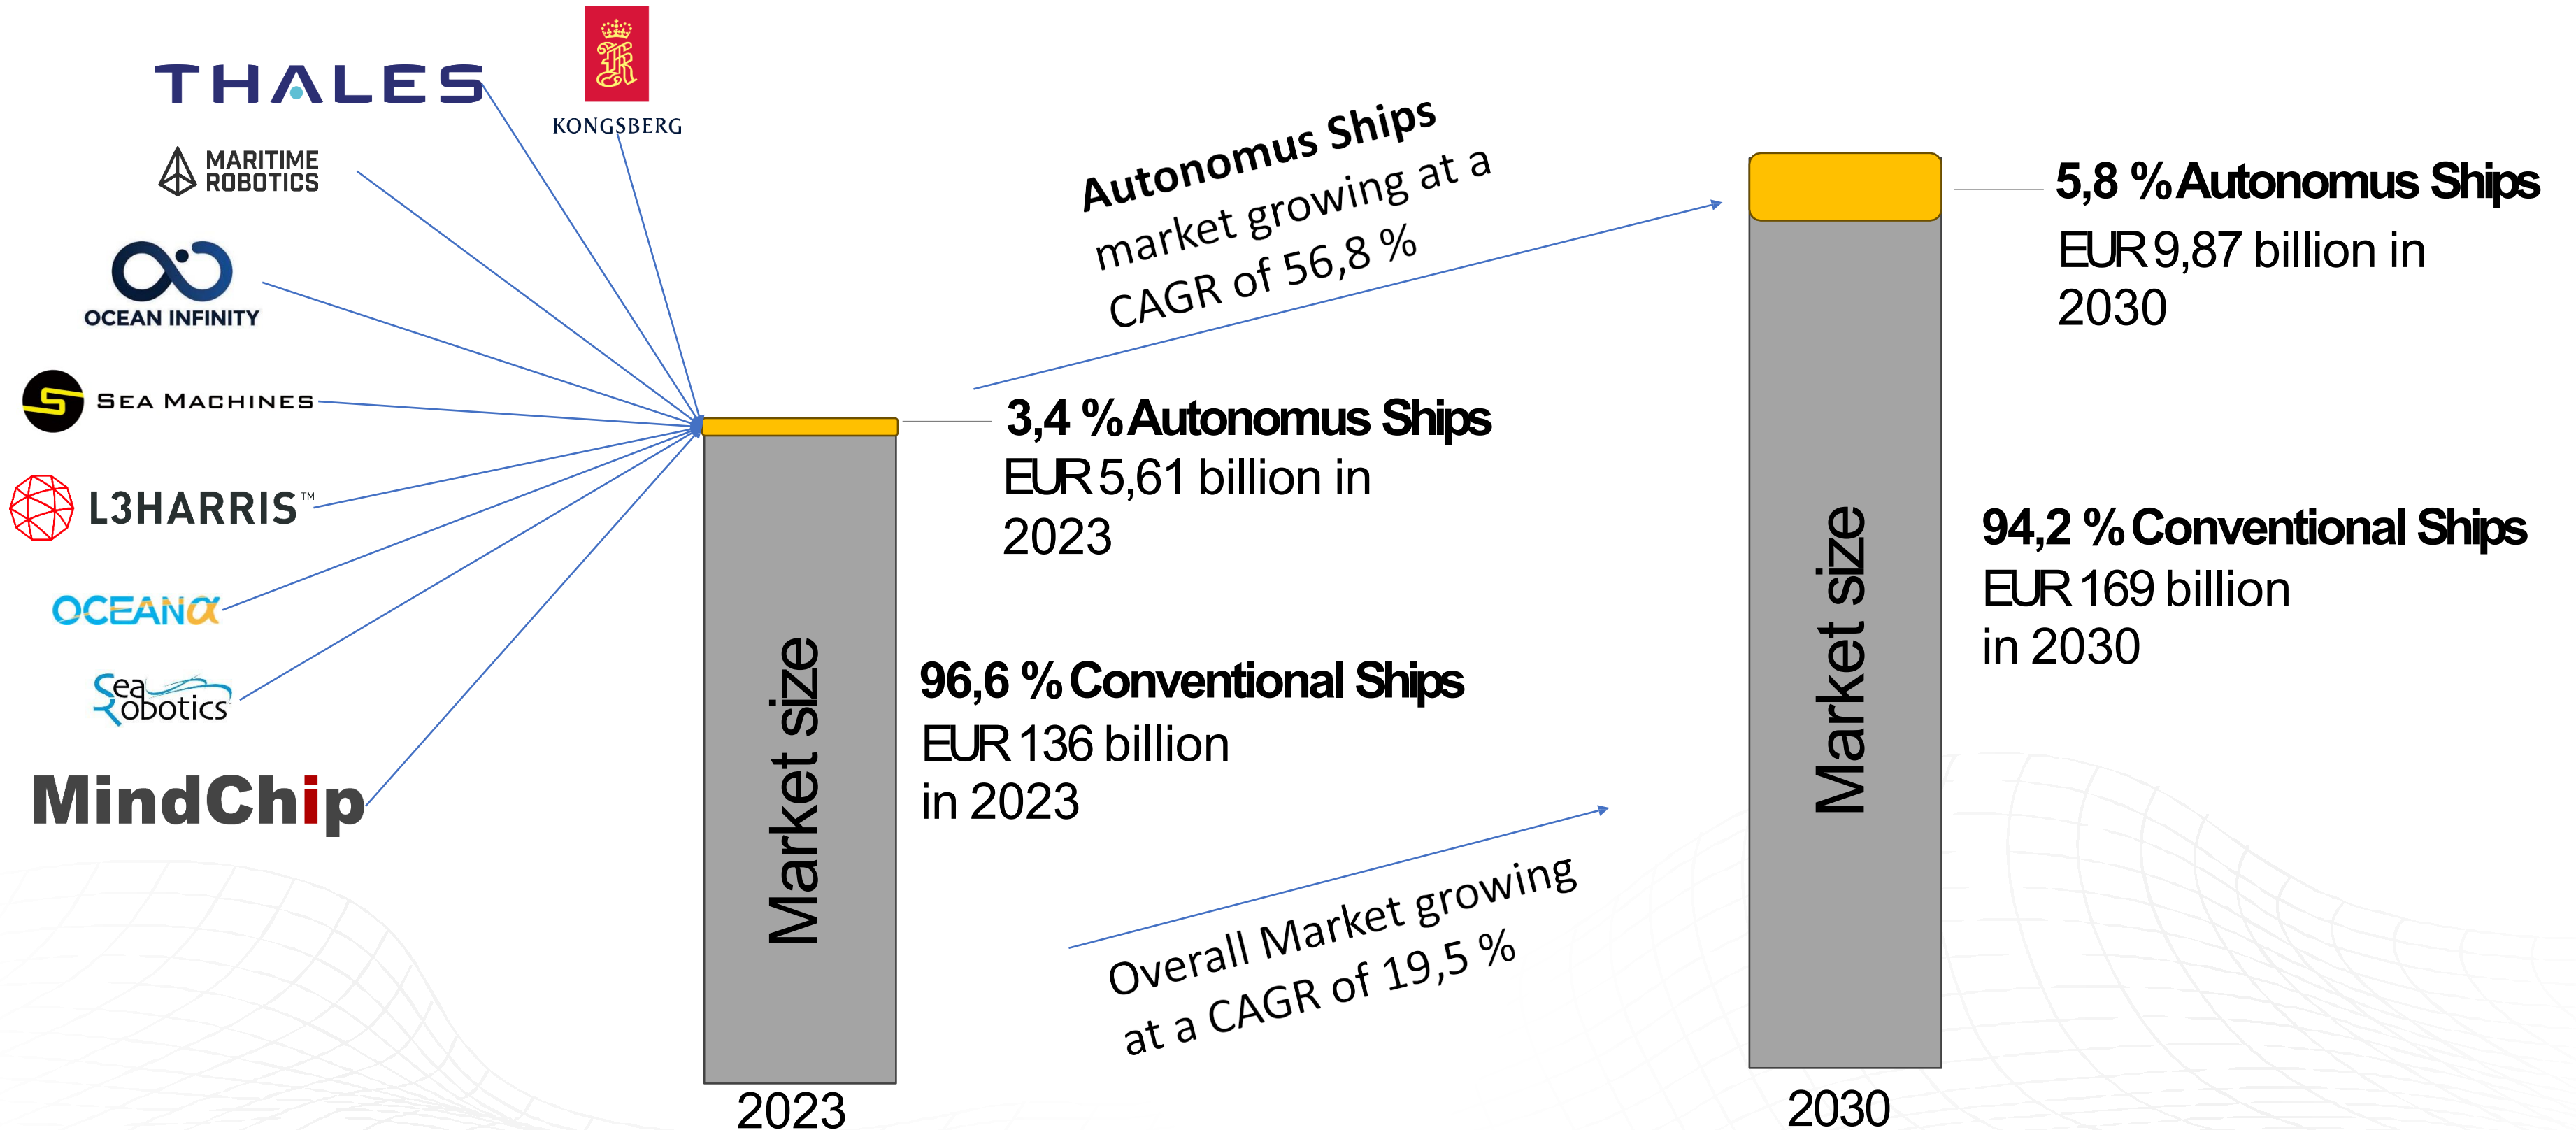 THALES
KONGSBERG
MARITIME
ROBOTICS
OCEAN INFINITY
SEA MACHINES
L3HARRIS™
OCEANα
Sea
Robotics
MindChip
Autonomus Ships
market growing at a
CAGR of 56,8 %
3,4 % Autonomus Ships
EUR 5,61 billion in
2023
96,6 % Conventional Ships
EUR 136 billion
in 2023
Market size
2023
Overall Market growing
at a CAGR of 19,5 %
5,8 % Autonomus Ships
EUR 9,87 billion in
2030
94,2 % Conventional Ships
EUR 169 billion
in 2030
Market size
2030